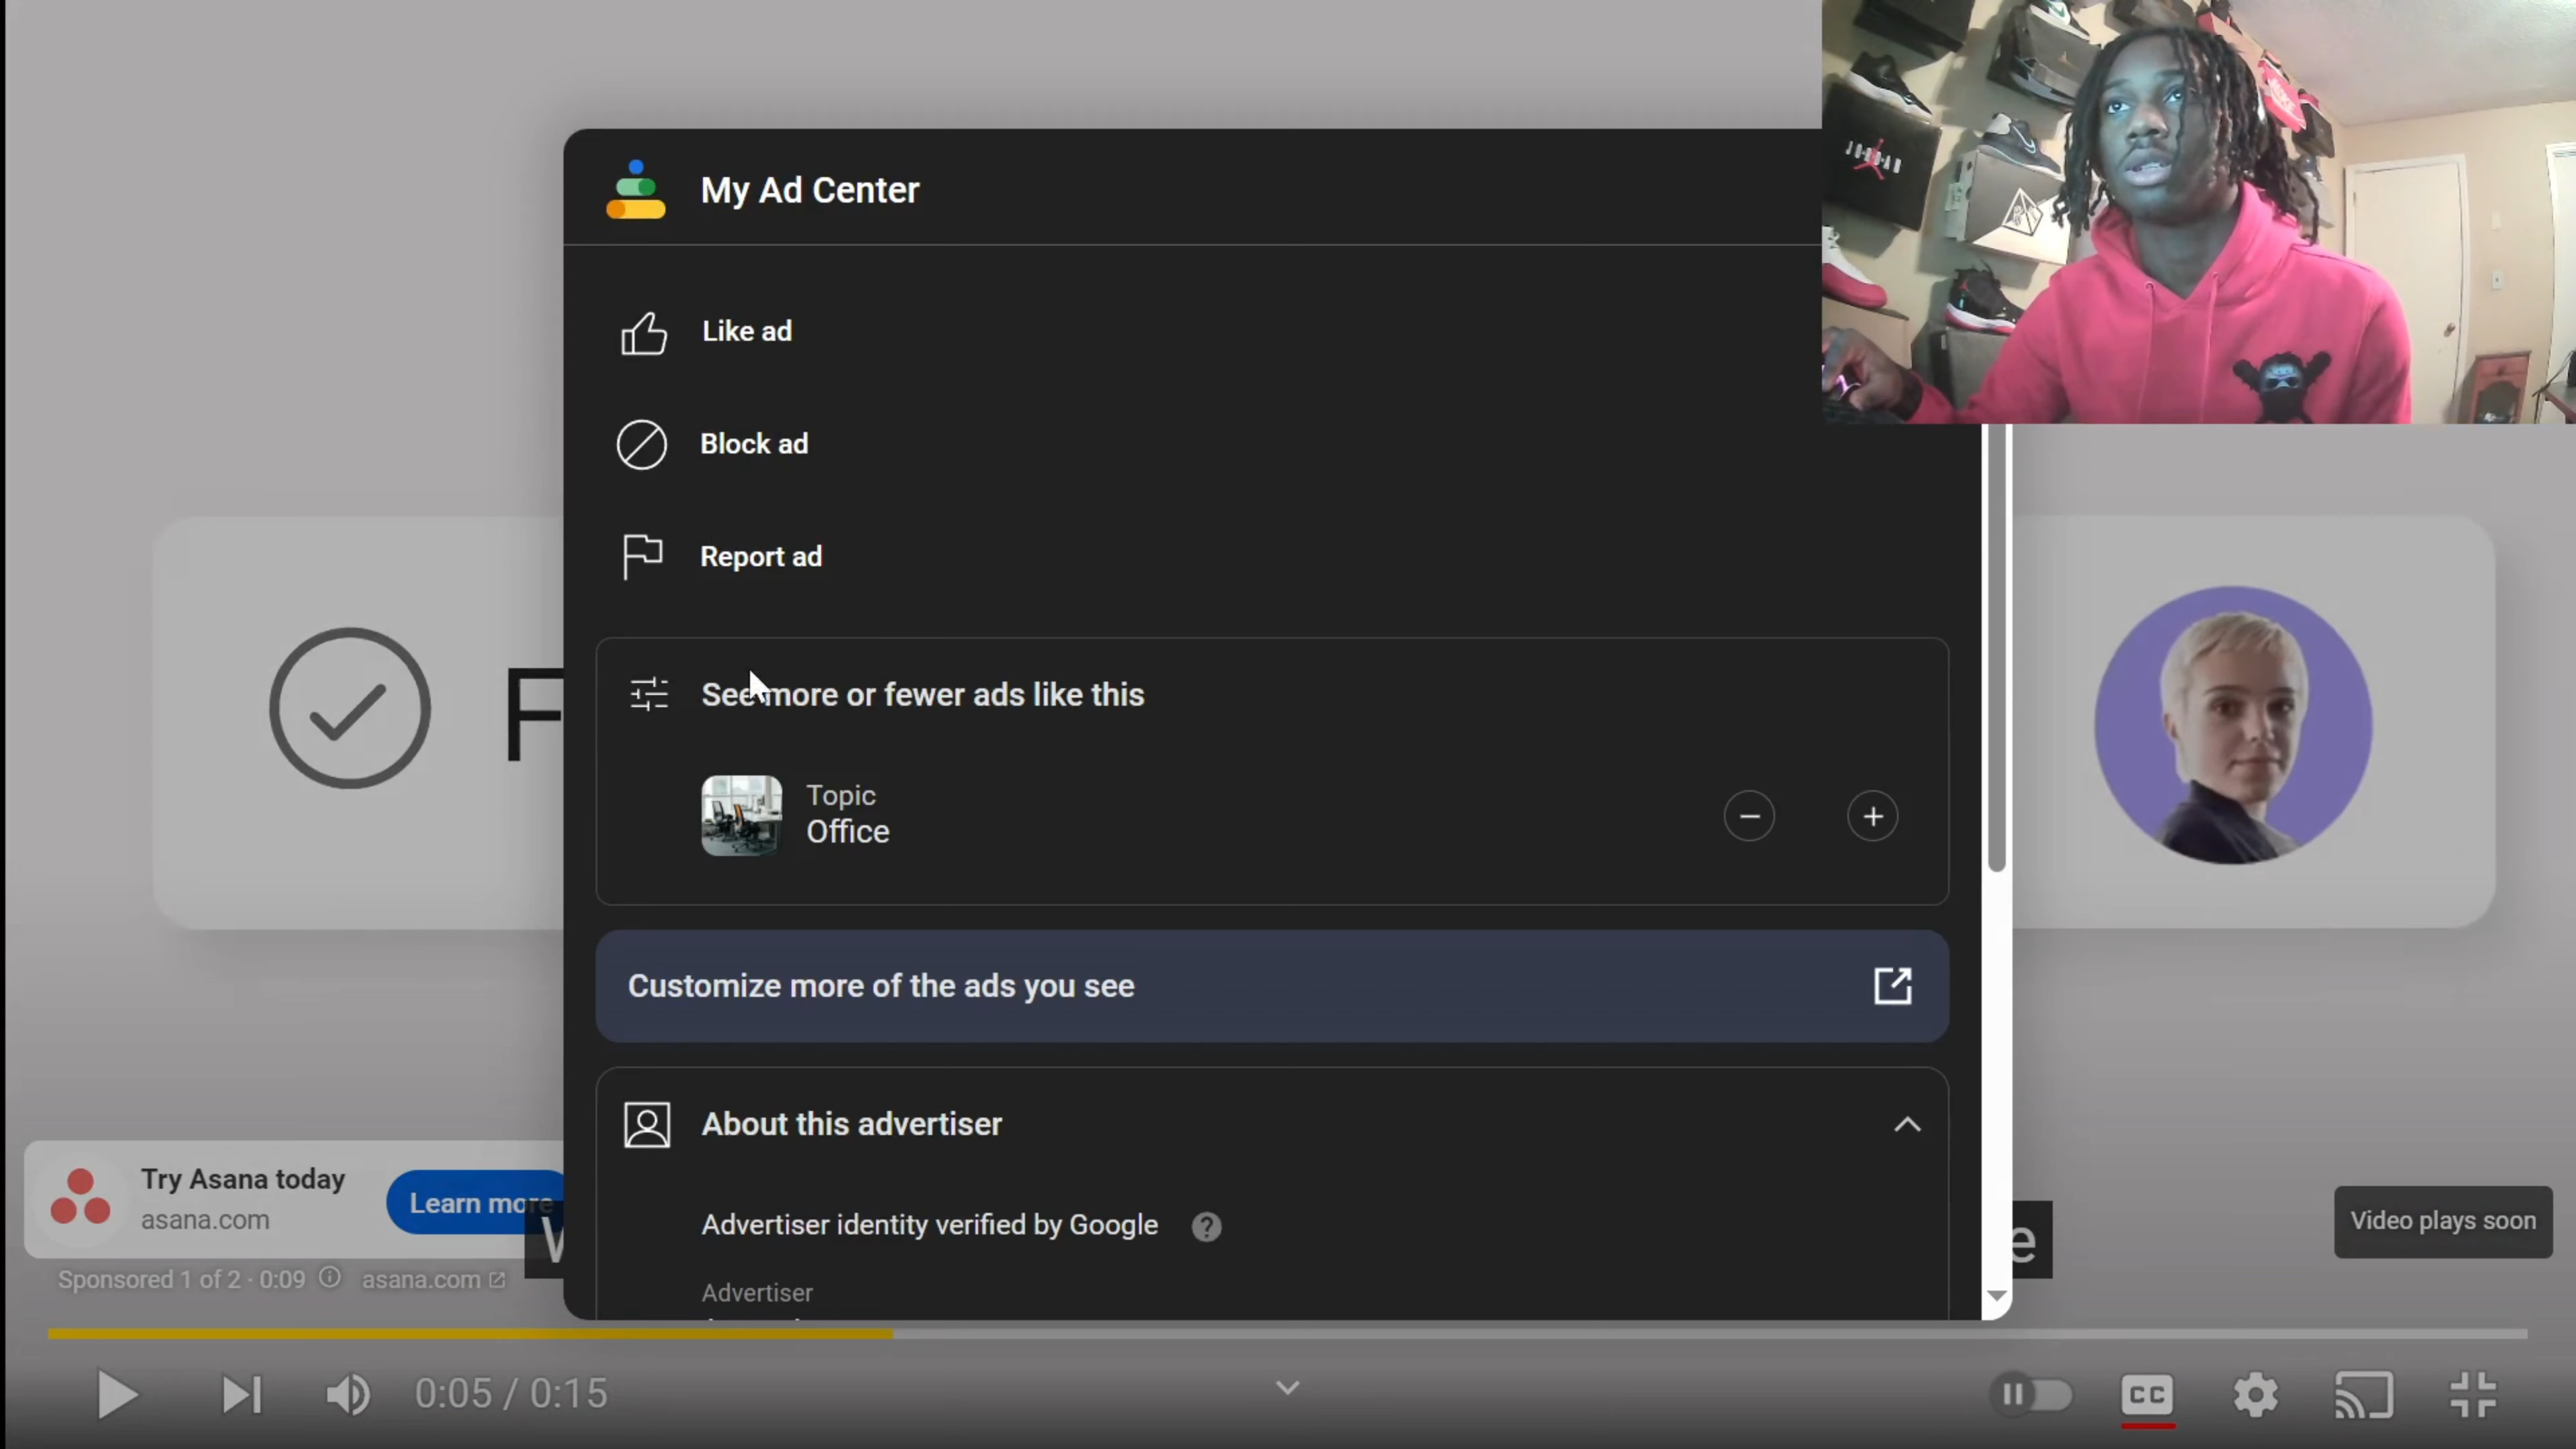 My Ad Center
JORDAN
Like ad
Block ad
Report ad
See more or fewer ads like this
Topic
Office
Customize more of the ads you see
About this advertiser
Advertiser identity verified by Google
Advertiser
F
Try Asana today
asana.com
Learn more
Sponsored 1 of 2 · 0:09
asana.com
e
Video plays soon
0:05 / 0:15
CC